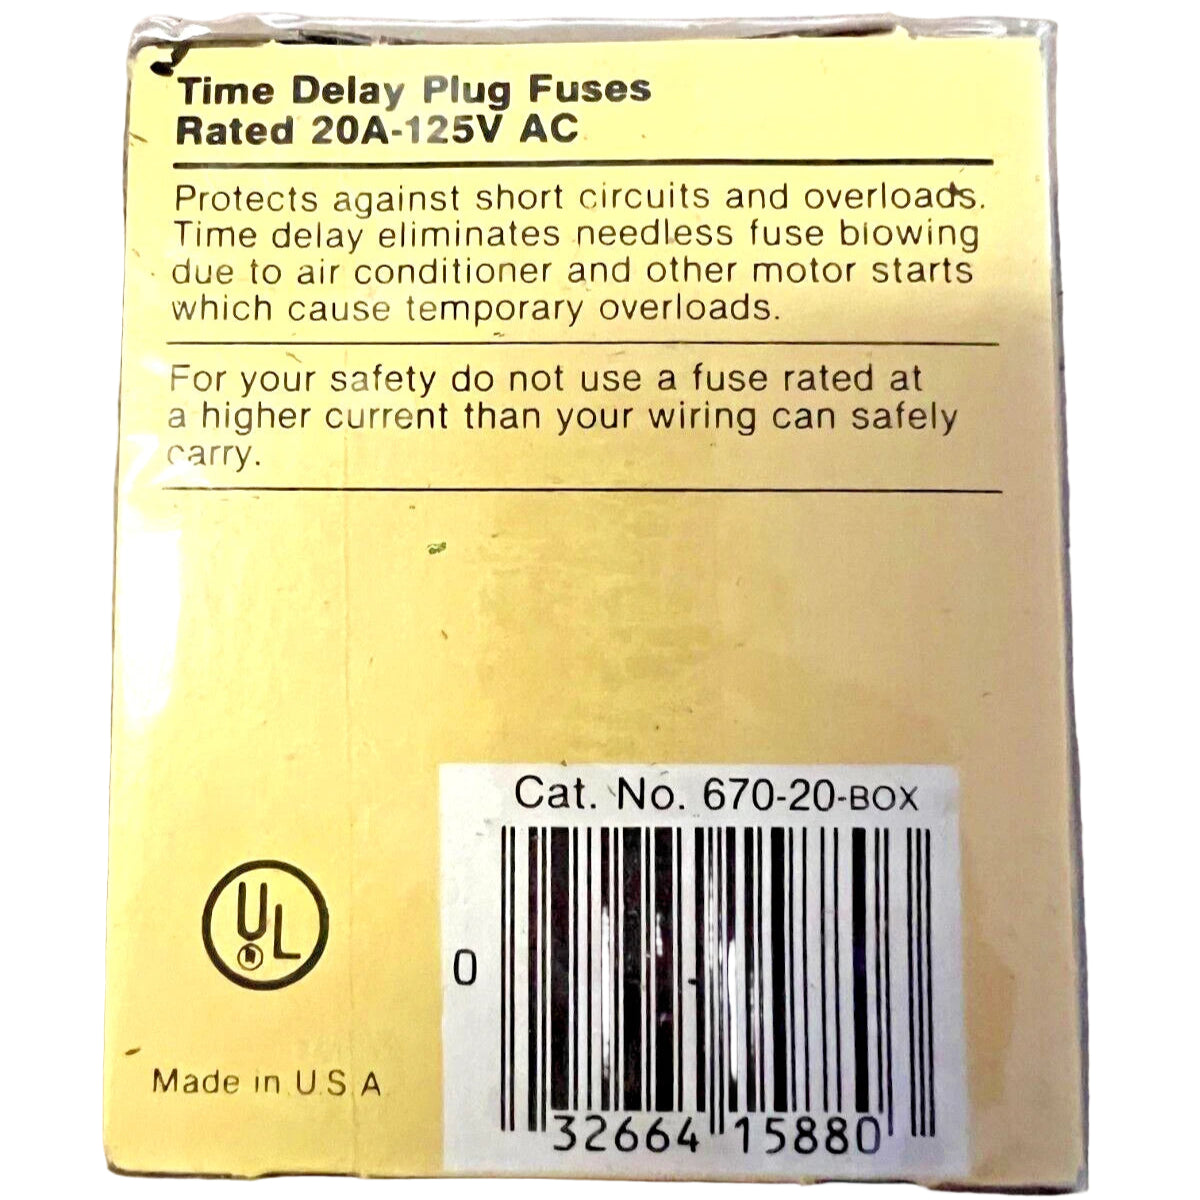 Time Delay Plug Fuses
Rated 20A-125V AC
Protects against short circuits and overloads.
Time delay eliminates needless fuse blowing
due to air conditioner and other motor starts
which cause temporary overloads.
For your safety do not use a fuse rated at
a higher current than your wiring can safely
carry.
Cat. No. 670-20-BOX
UL
Made in U.S.A
0 32664 15880